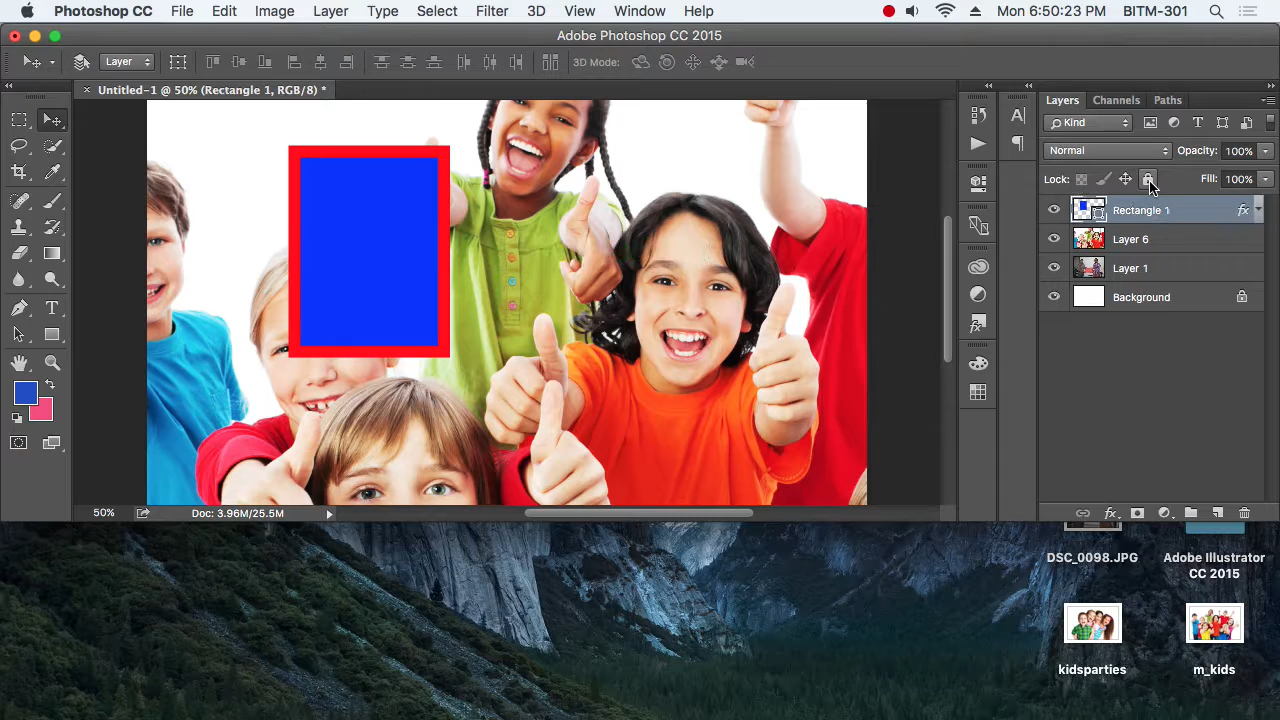 Photoshop CC File Edit Image Layer Type Select Filter 3D View Window Help Mon 6:50:23 PM BITM-301
Adobe Photoshop CC 2015
Layer 3D Mode:
Untitled-1 @ 50% (Rectangle 1, RGB/8) *
Layers Channels Paths
Kind
Normal Opacity: 100%
Lock: Fill: 100%
Rectangle 1 fx
Layer 6
Layer 1
Background
50% Doc: 3.96M/25.5M
DSC_0098.JPG
Adobe Illustrator
CC 2015
kidsparties
m_kids